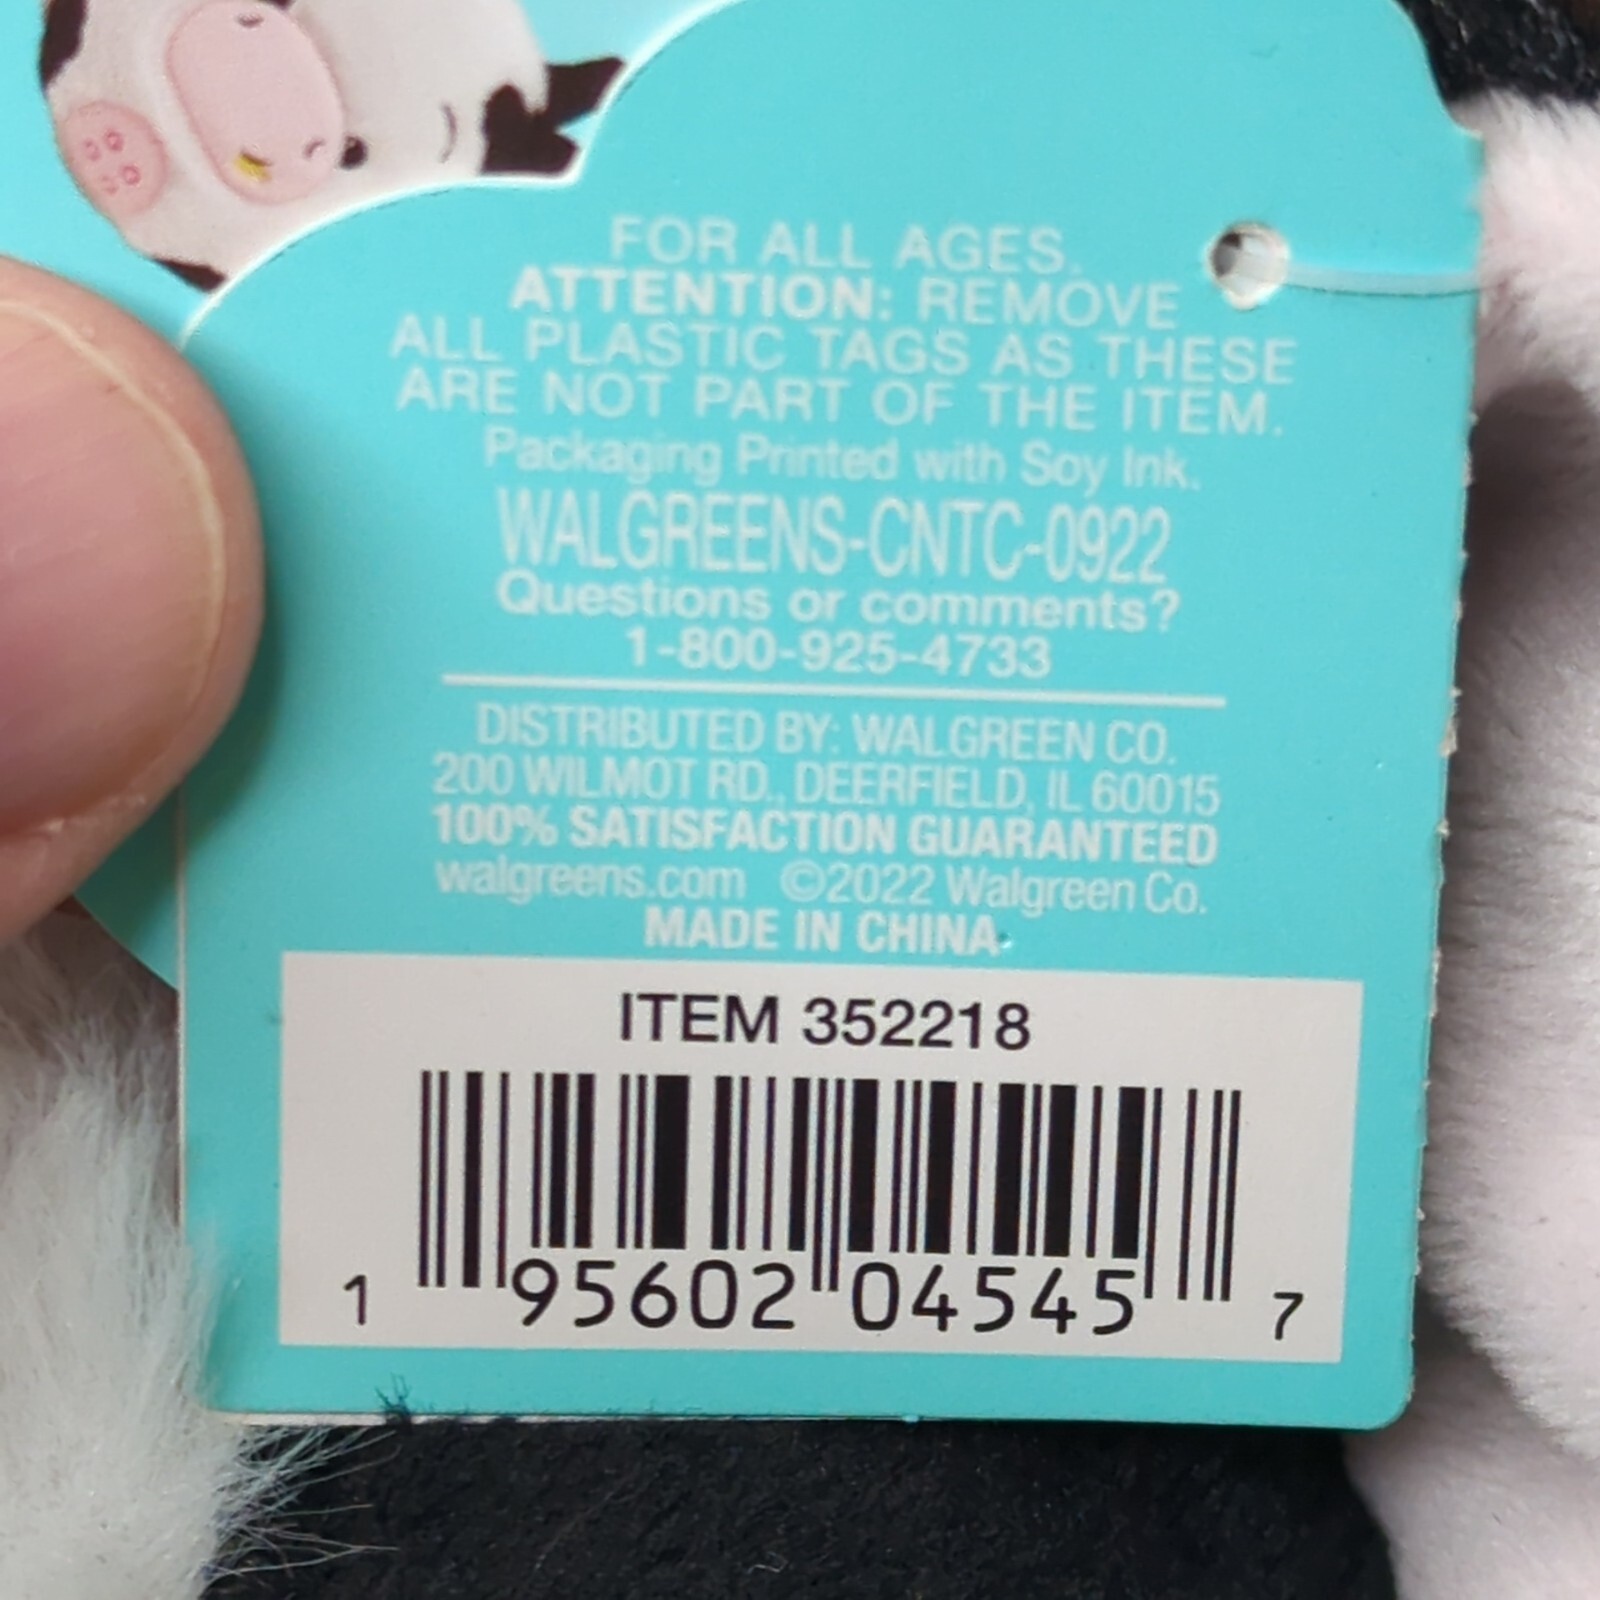 FOR ALL AGES.
ATTENTION: REMOVE
ALL PLASTIC TAGS AS THESE
ARE NOT PART OF THE ITEM.
Packaging Printed with Soy Ink.
WALGREENS-CNTC-0922
Questions or comments?
1-800-925-4733
DISTRIBUTED BY: WALGREEN CO.
200 WILMOT RD., DEERFIELD, IL 60015
100% SATISFACTION GUARANTEED
walgreens.com ©2022 Walgreen Co.
MADE IN CHINA
ITEM 352218
1 95602 04545 7